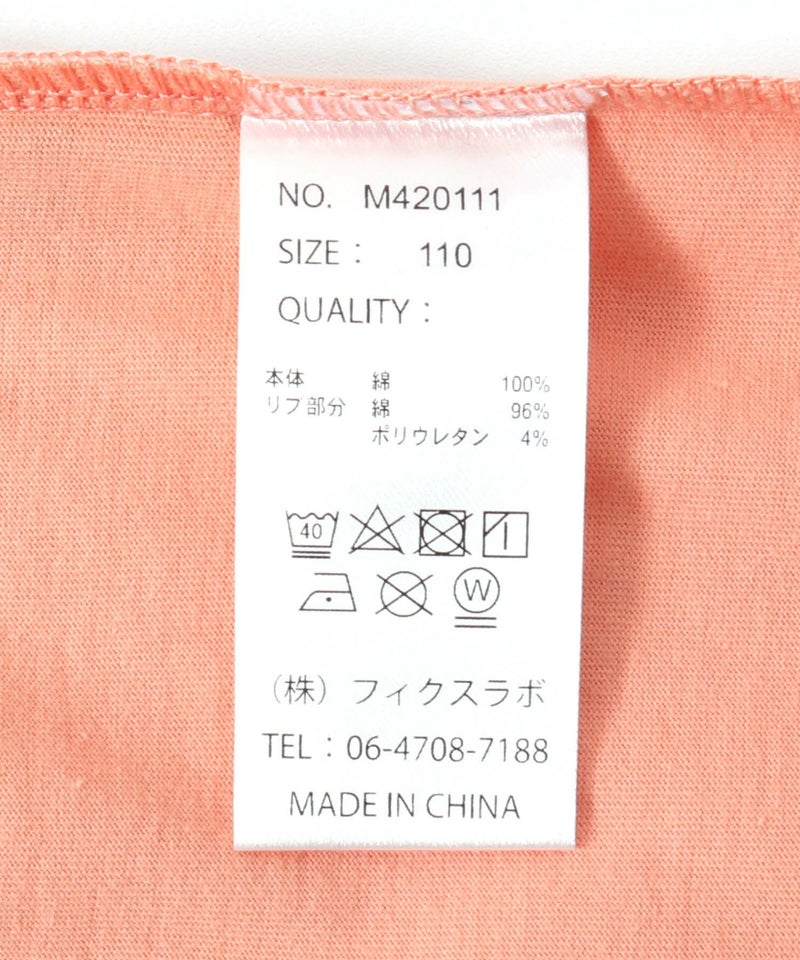 NO. M420111
SIZE： 110
QUALITY：
本体 綿 100%
リブ部分 綿 96%
ポリウレタン 4%
40
W
（株）フィクスラボ
TEL：06-4708-7188
MADE IN CHINA